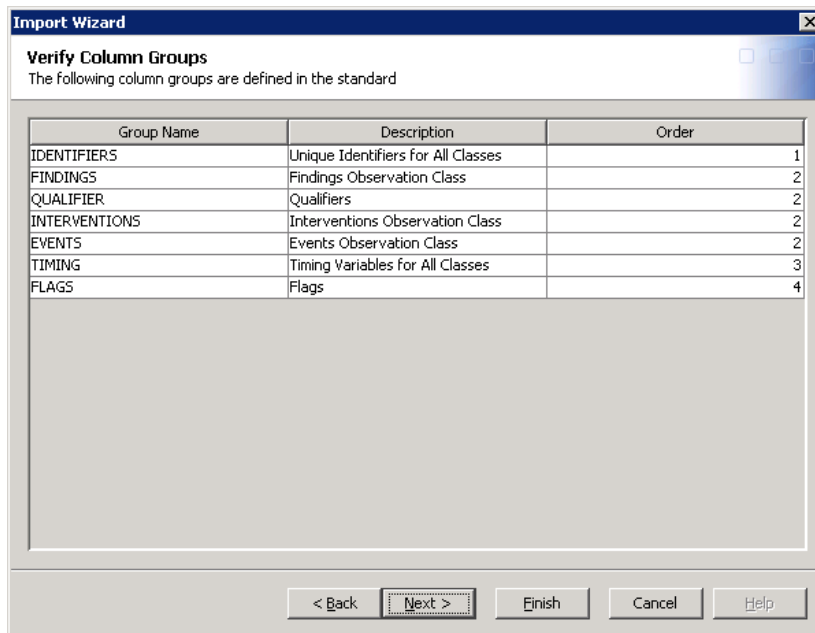 Import Wizard
Verify Column Groups
The following column groups are defined in the standard
Group Name Description Order
IDENTIFIERS Unique Identifiers for All Classes 1
FINDINGS Findings Observation Class 2
QUALIFIER Qualifiers 2
INTERVENTIONS Interventions Observation Class 2
EVENTS Events Observation Class 2
TIMING Timing Variables for All Classes 3
FLAGS Flags 4
< Back Next > Finish Cancel Help